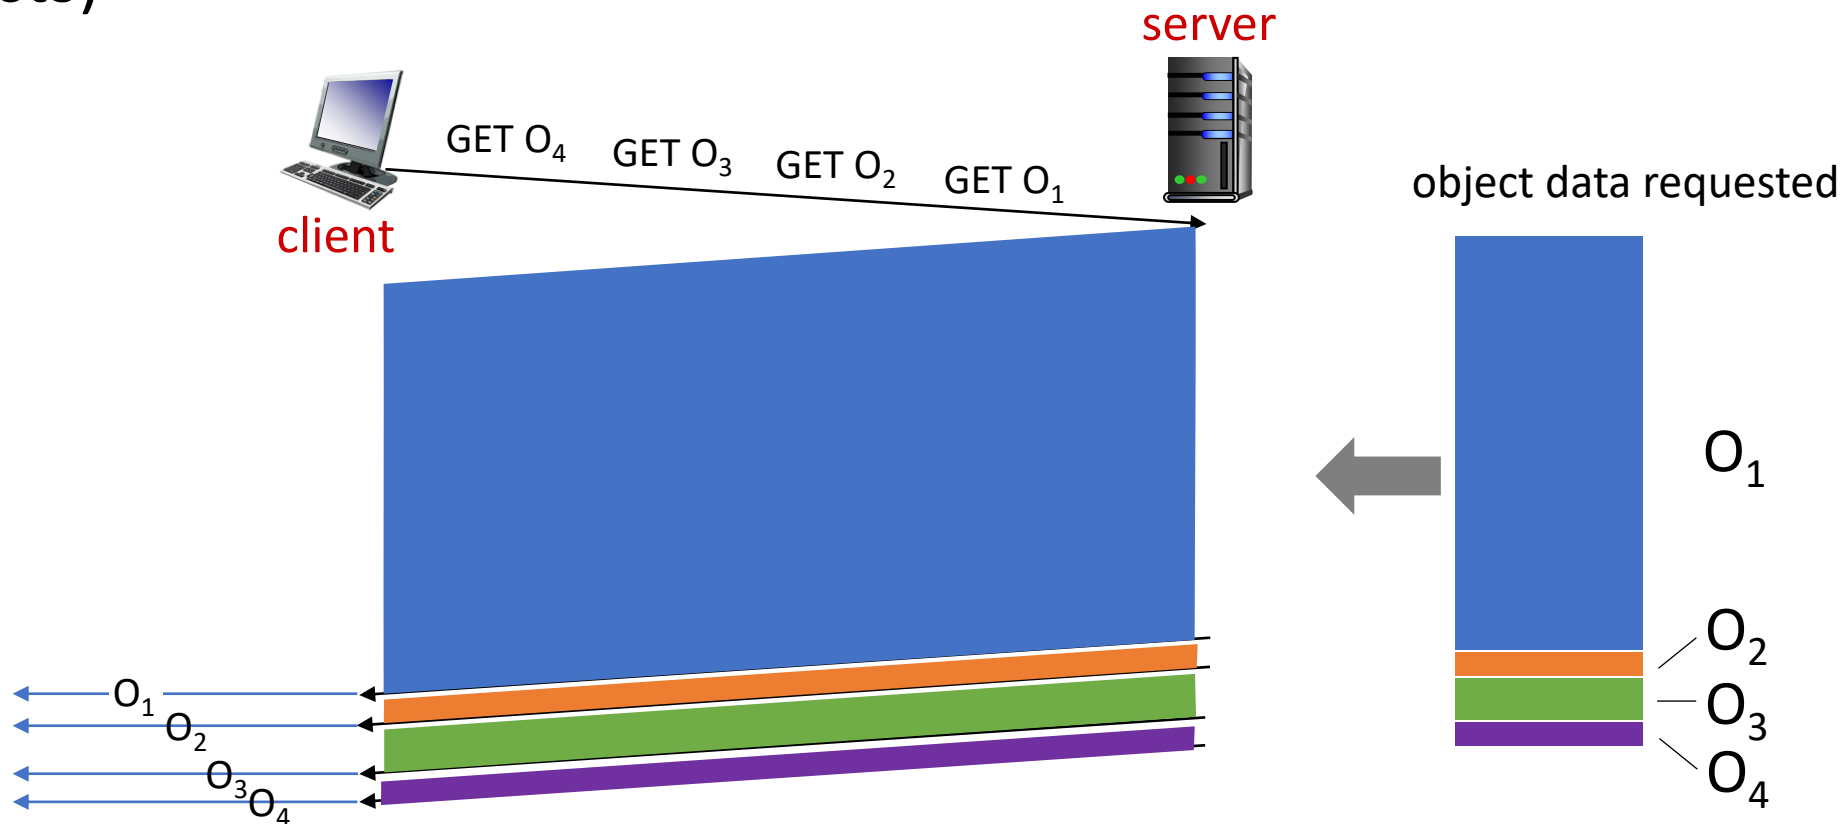 server
GET O₄ GET O₃ GET O₂ GET O₁
client
object data requested
O₁
O₂
O₃
O₄
O₁
O₂
O₃
O₄